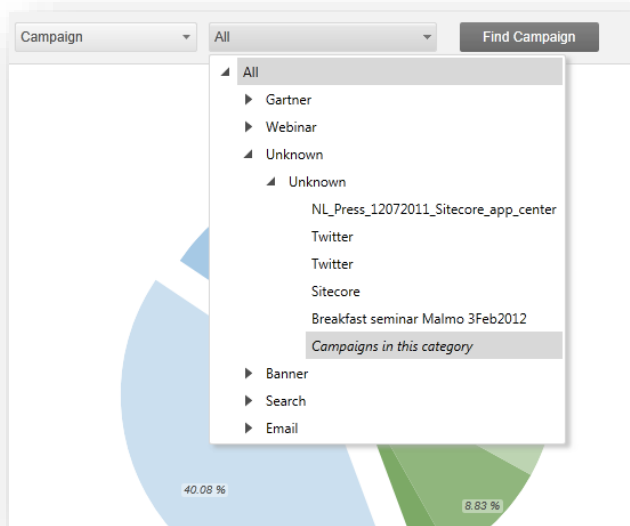 Campaign All Find Campaign
All
Gartner
Webinar
Unknown
Unknown
NL_Press_12072011_Sitecore_app_center
Twitter
Twitter
Sitecore
Breakfast seminar Malmo 3Feb2012
Campaigns in this category
Banner
Search
Email
40.08 %
8.83 %